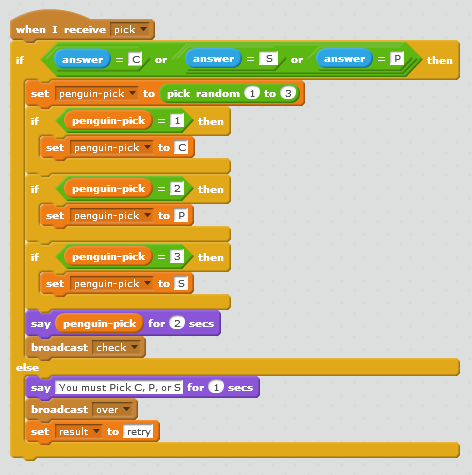 when I receive pick
if answer = C or answer = S or answer = P then
set penguin-pick to pick random 1 to 3
if penguin-pick = 1 then
set penguin-pick to C
if penguin-pick = 2 then
set penguin-pick to P
if penguin-pick = 3 then
set penguin-pick to S
say penguin-pick for 2 secs
broadcast check
else
say You must Pick C, P, or S for 1 secs
broadcast over
set result to retry